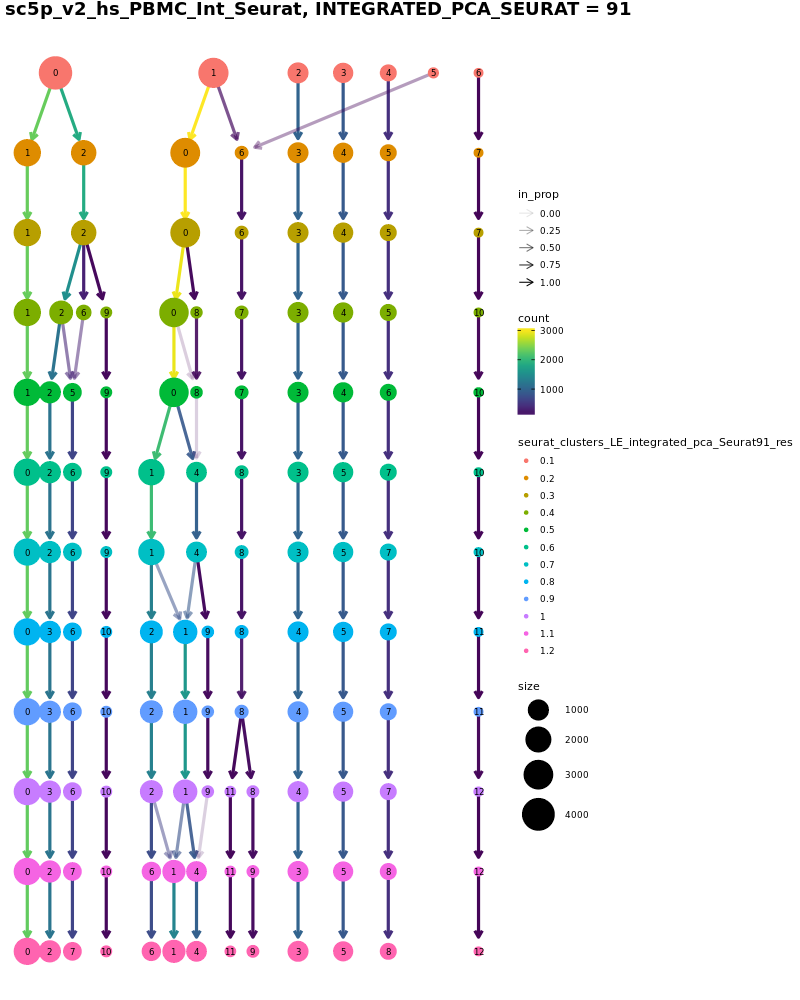 sc5p_v2_hs_PBMC_Int_Seurat, INTEGRATED_PCA_SEURAT = 91
0 1 2 3 4 5 6
1 2 0 6 3 4 5 7
1 2 0 6 3 4 5 7
1 2 6 9 0 8 7 3 4 5 10
1 2 5 9 0 8 7 3 4 6 10
0 2 6 9 1 4 8 3 5 7 10
0 2 6 9 1 4 8 3 5 7 10
0 3 6 10 2 1 9 8 4 5 7 11
0 3 6 10 2 1 9 8 4 5 7 11
0 3 6 10 2 1 9 11 8 4 5 7 12
0 2 7 10 6 1 4 11 9 3 5 8 12
0 2 7 10 6 1 4 11 9 3 5 8 12
in_prop
0.00
0.25
0.50
0.75
1.00
count
3000
2000
1000
seurat_clusters_LE_integrated_pca_Seurat91_res
0.1
0.2
0.3
0.4
0.5
0.6
0.7
0.8
0.9
1
1.1
1.2
size
1000
2000
3000
4000